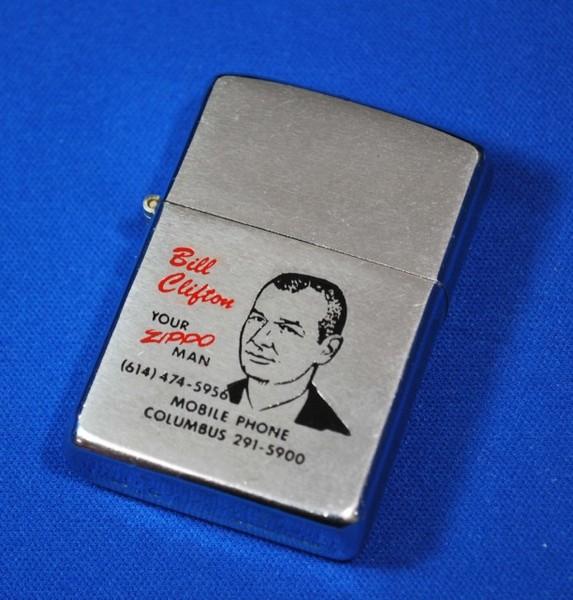 Bill
Clifton
YOUR
ZIPPO
MAN
(614) 474-5956
MOBILE PHONE
COLUMBUS 291-5900